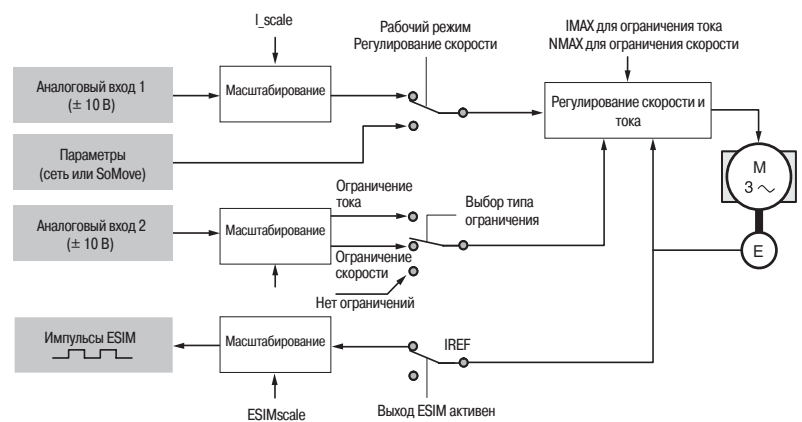 I_scale
Рабочий режим
Регулирование скорости
IMAX для ограничения тока
NMAX для ограничения скорости
Аналоговый вход 1
(± 10 В)
Масштабирование
Регулирование скорости и
тока
Параметры
(сеть или SoMove)
M
3 ~
Ограничение
тока
Выбор типа
ограничения
Аналоговый вход 2
(± 10 В)
Масштабирование
Ограничение
скорости
E
Нет ограничений
Импульсы ESIM
Масштабирование
IREF
ESIMscale
Выход ESIM активен